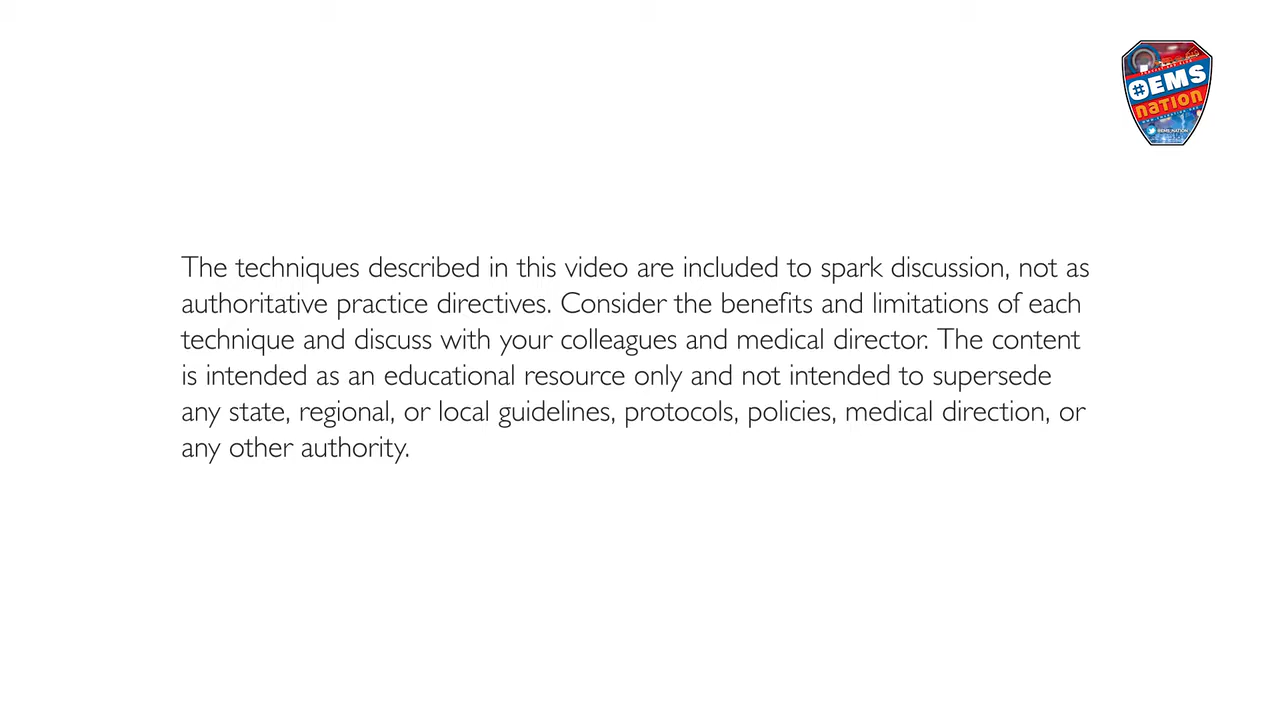 #EMS
nation
The techniques described in this video are included to spark discussion, not as
authoritative practice directives. Consider the benefits and limitations of each
technique and discuss with your colleagues and medical director. The content
is intended as an educational resource only and not intended to supersede
any state, regional, or local guidelines, protocols, policies, medical direction, or
any other authority.